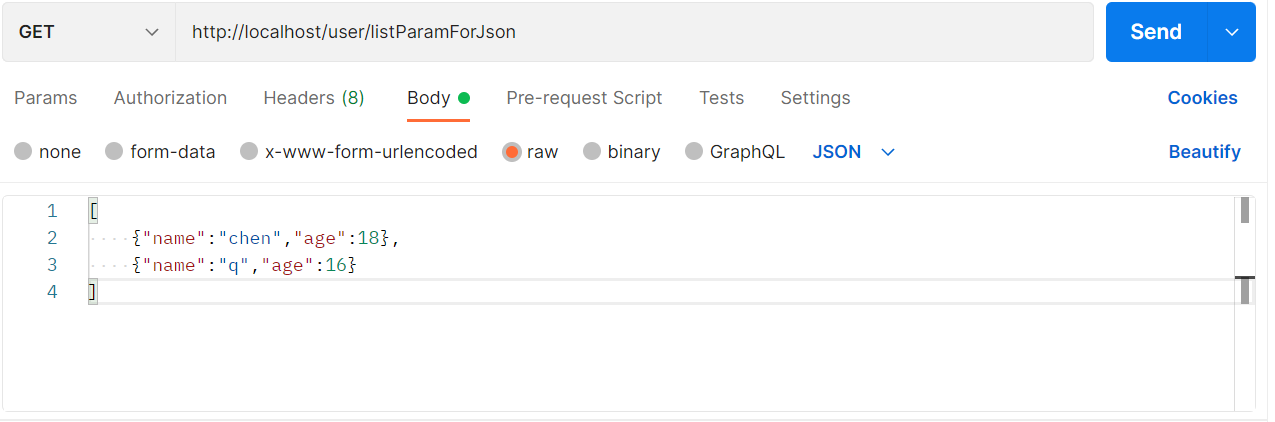 GET http://localhost/user/listParamForJson Send
Params Authorization Headers (8) Body Pre-request Script Tests Settings Cookies
none form-data x-www-form-urlencoded raw binary GraphQL JSON Beautify
1 [
2 ····{"name":"chen","age":18},
3 ····{"name":"q","age":16}
4 ]